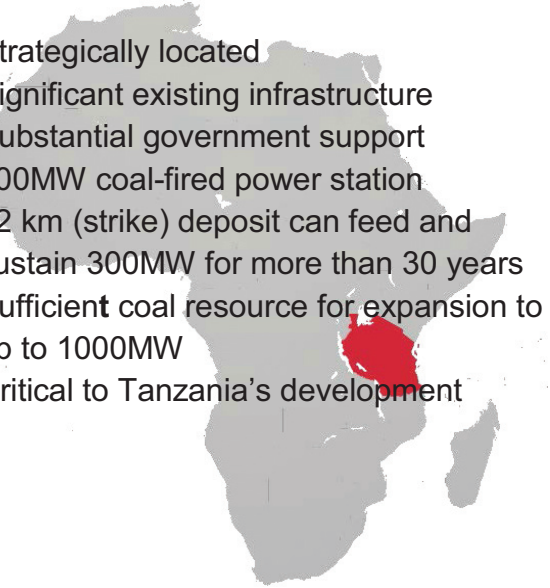 trategically located
ignificant existing infrastructure
ubstantial government support
00MW coal-fired power station
2 km (strike) deposit can feed and
ustain 300MW for more than 30 years
ufficient coal resource for expansion to
p to 1000MW
ritical to Tanzania’s development